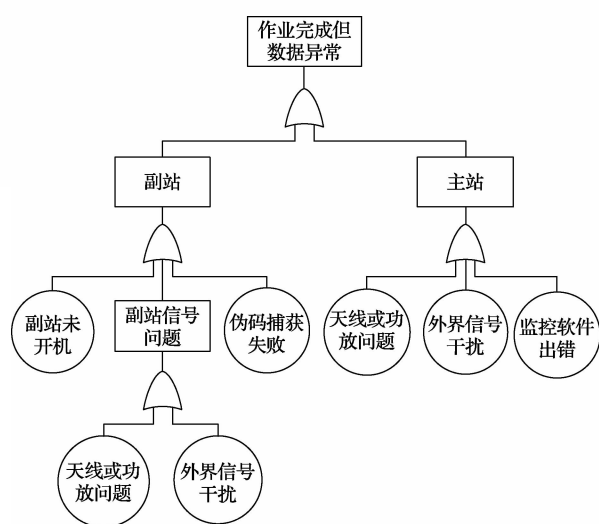 作业完成但
数据异常
副站
主站
副站未
开机
副站信号
问题
伪码捕获
失败
天线或功
放问题
外界信号
干扰
监控软件
出错
天线或功
放问题
外界信号
干扰